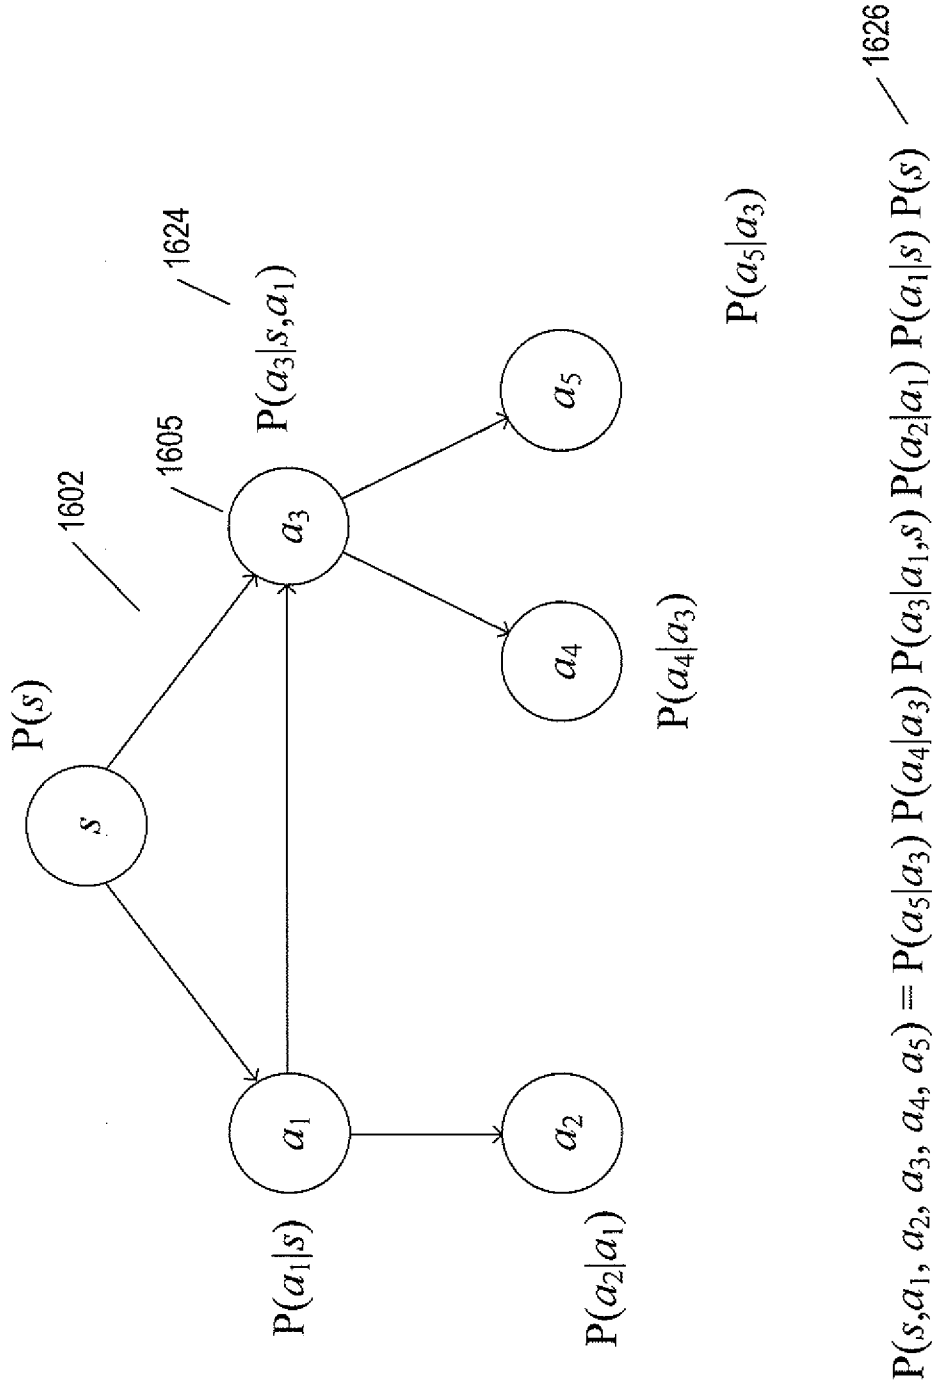 P(s)
1602
s
1605
1624
P(a₁|s)
a₁
a₃
P(a₃|s,a₁)
a₂
a₄
a₅
P(a₂|a₁)
P(a₄|a₃)
P(a₅|a₃)
P(s,a₁, a₂, a₃, a₄, a₅) = P(a₅|a₃) P(a₄|a₃) P(a₃|a₁,s) P(a₂|a₁) P(a₁|s) P(s)
1626